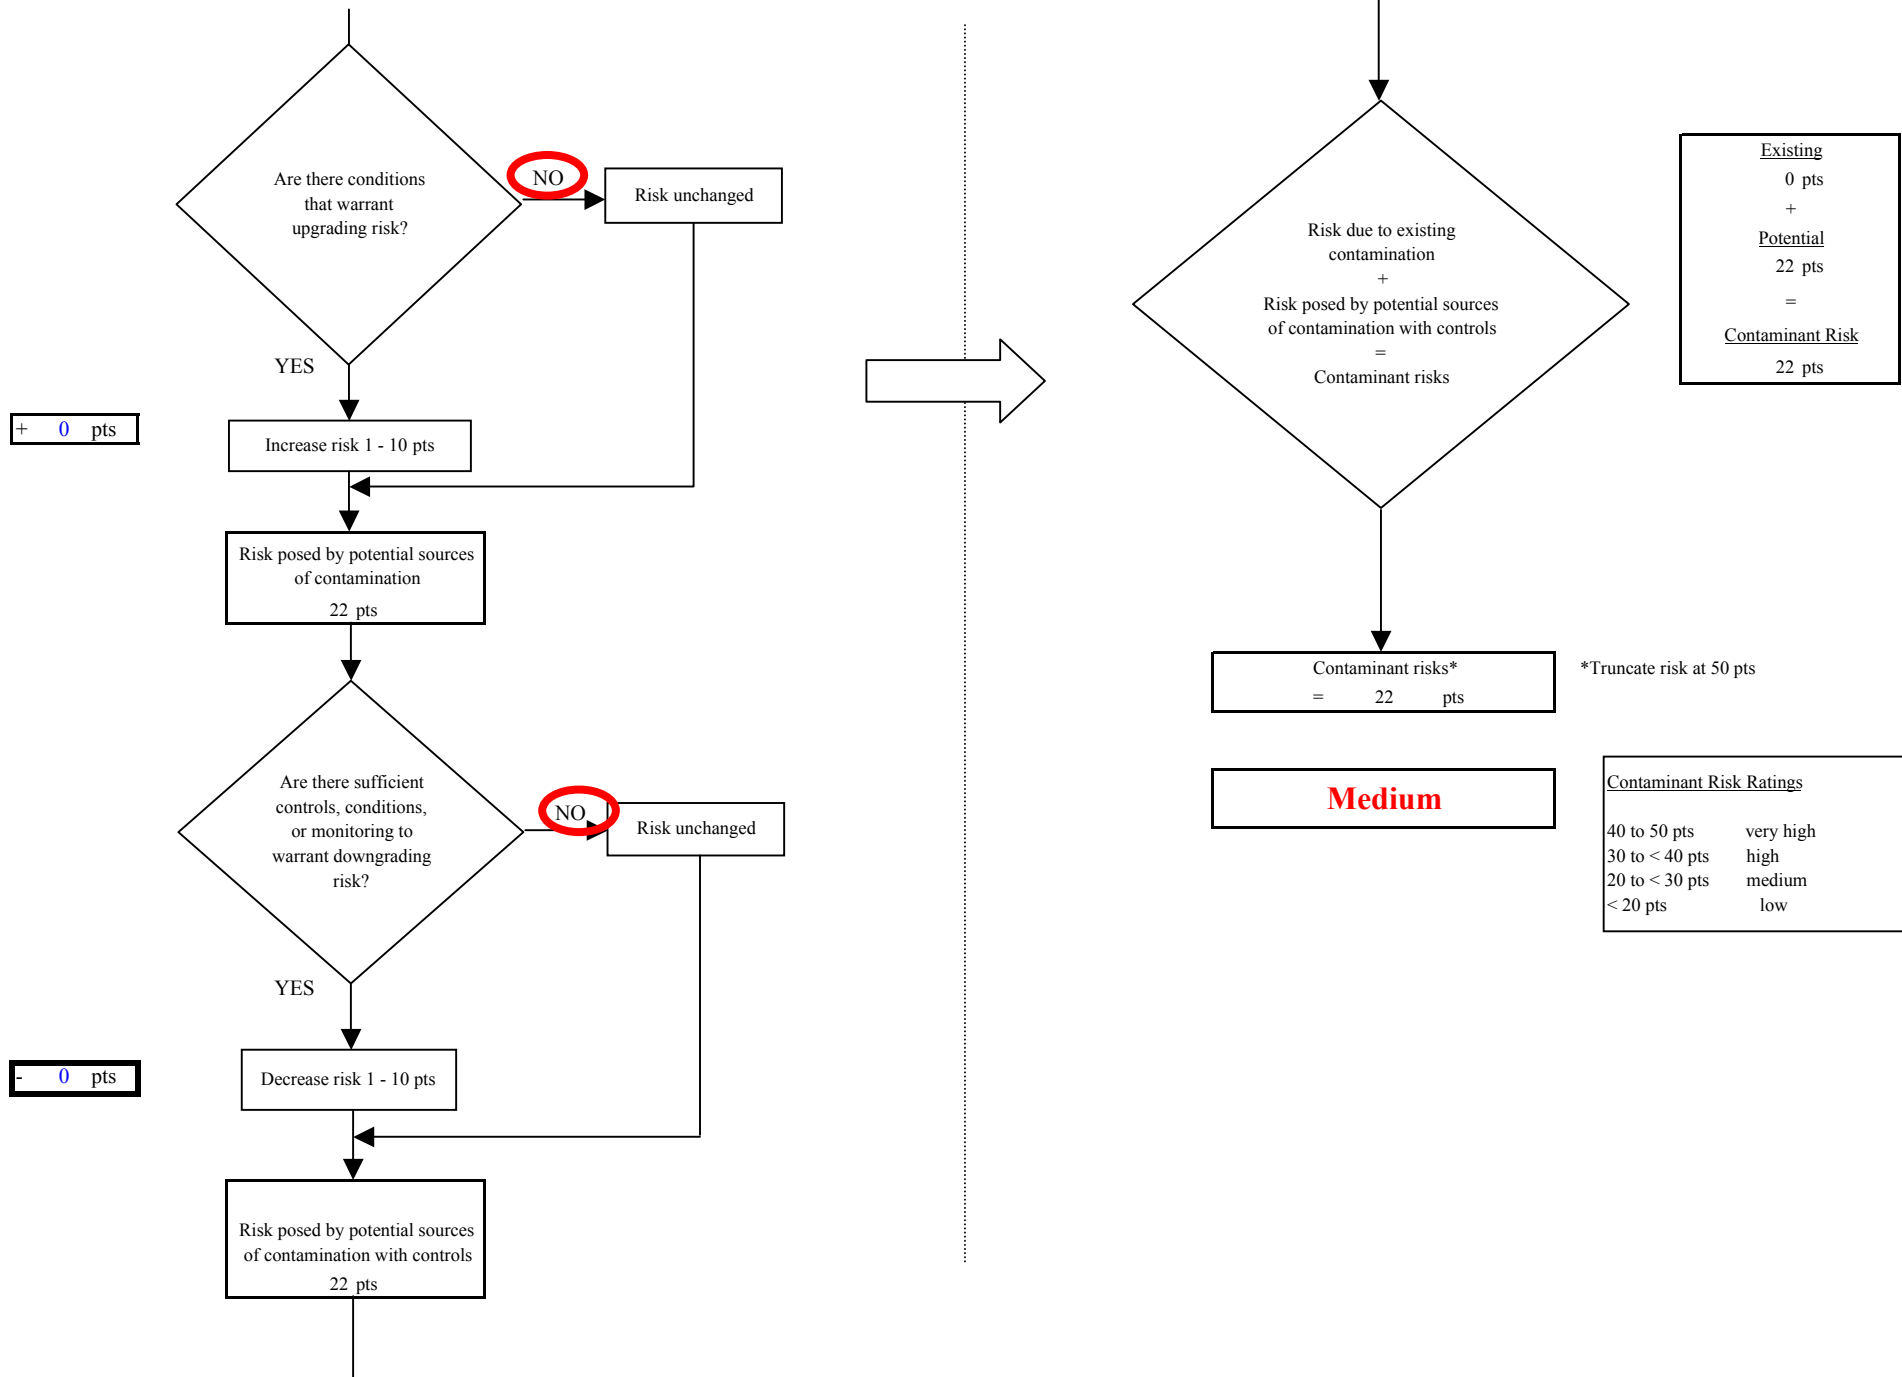 Are there conditions
that warrant
upgrading risk?
NO
Risk unchanged
YES
+ 0 pts
Increase risk 1 - 10 pts
Risk posed by potential sources
of contamination
22 pts
Are there sufficient
controls, conditions,
or monitoring to
warrant downgrading
risk?
NO
Risk unchanged
YES
- 0 pts
Decrease risk 1 - 10 pts
Risk posed by potential sources
of contamination with controls
22 pts
Risk due to existing
contamination
+
Risk posed by potential sources
of contamination with controls
=
Contaminant risks
Existing
0 pts
+
Potential
22 pts
=
Contaminant Risk
22 pts
Contaminant risks*
= 22 pts
*Truncate risk at 50 pts
Medium
Contaminant Risk Ratings
40 to 50 pts very high
30 to < 40 pts high
20 to < 30 pts medium
< 20 pts low